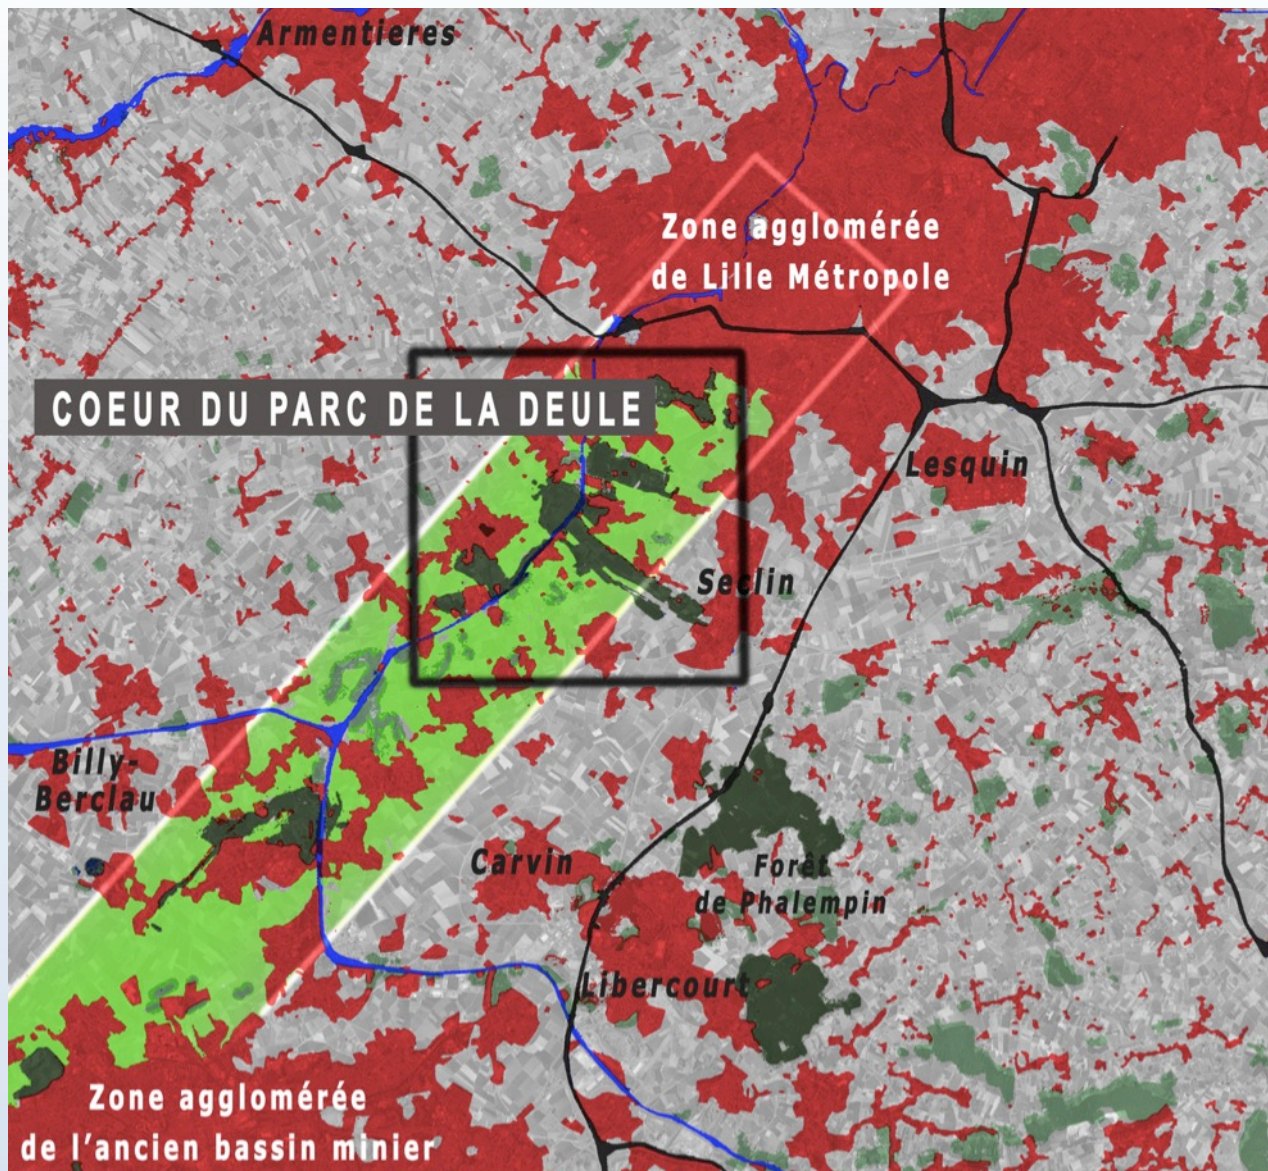 Armentieres
Zone agglomérée
de Lille Métropole
COEUR DU PARC DE LA DEULE
Lesquin
Seclin
Billy-
Berclau
Carvin
Forêt
de Phalempin
Libercourt
Zone agglomérée
de l'ancien bassin minier